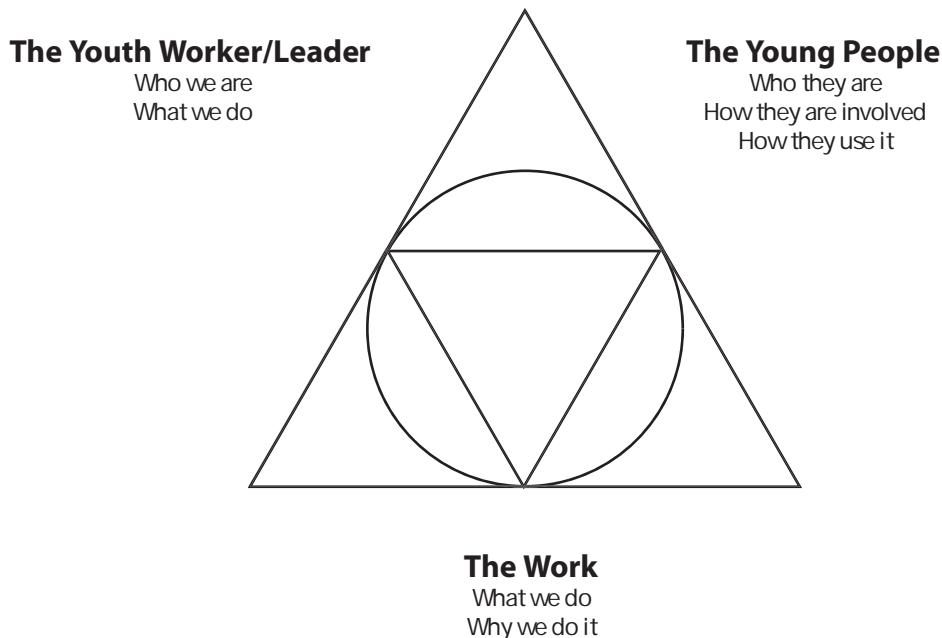 The Youth Worker/Leader
Who we are
What we do
The Young People
Who they are
How they are involved
How they use it
The Work
What we do
Why we do it